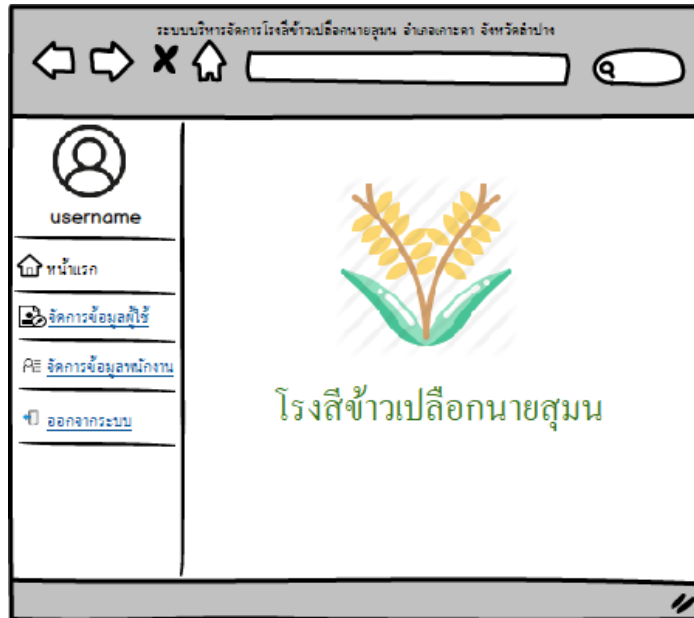 ระบบบริหารจัดการโรงสีข้าวเปลือกนายสุมน อำเภอเกาะคา จังหวัดลำปาง
username
หน้าแรก
จัดการข้อมูลผู้ใช้
จัดการข้อมูลพนักงาน
ออกจากระบบ
โรงสีข้าวเปลือกนายสุมน